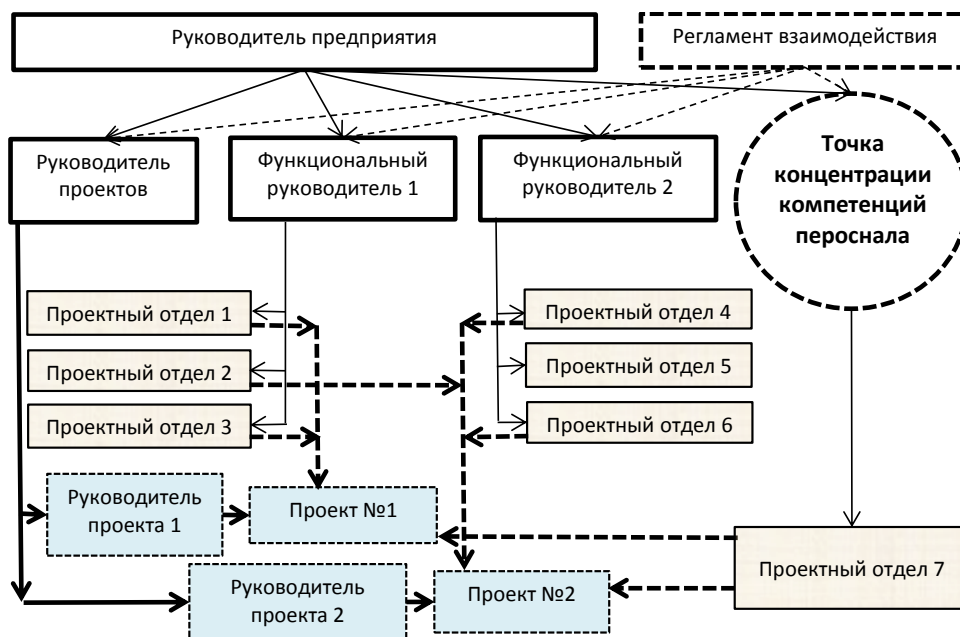 Руководитель предприятия
Регламент взаимодействия
Руководитель
проектов
Функциональный
руководитель 1
Функциональный
руководитель 2
Точка
концентрации
компетенций
пероснала
Проектный отдел 1
Проектный отдел 2
Проектный отдел 3
Проектный отдел 4
Проектный отдел 5
Проектный отдел 6
Руководитель
проекта 1
Проект №1
Руководитель
проекта 2
Проект №2
Проектный отдел 7